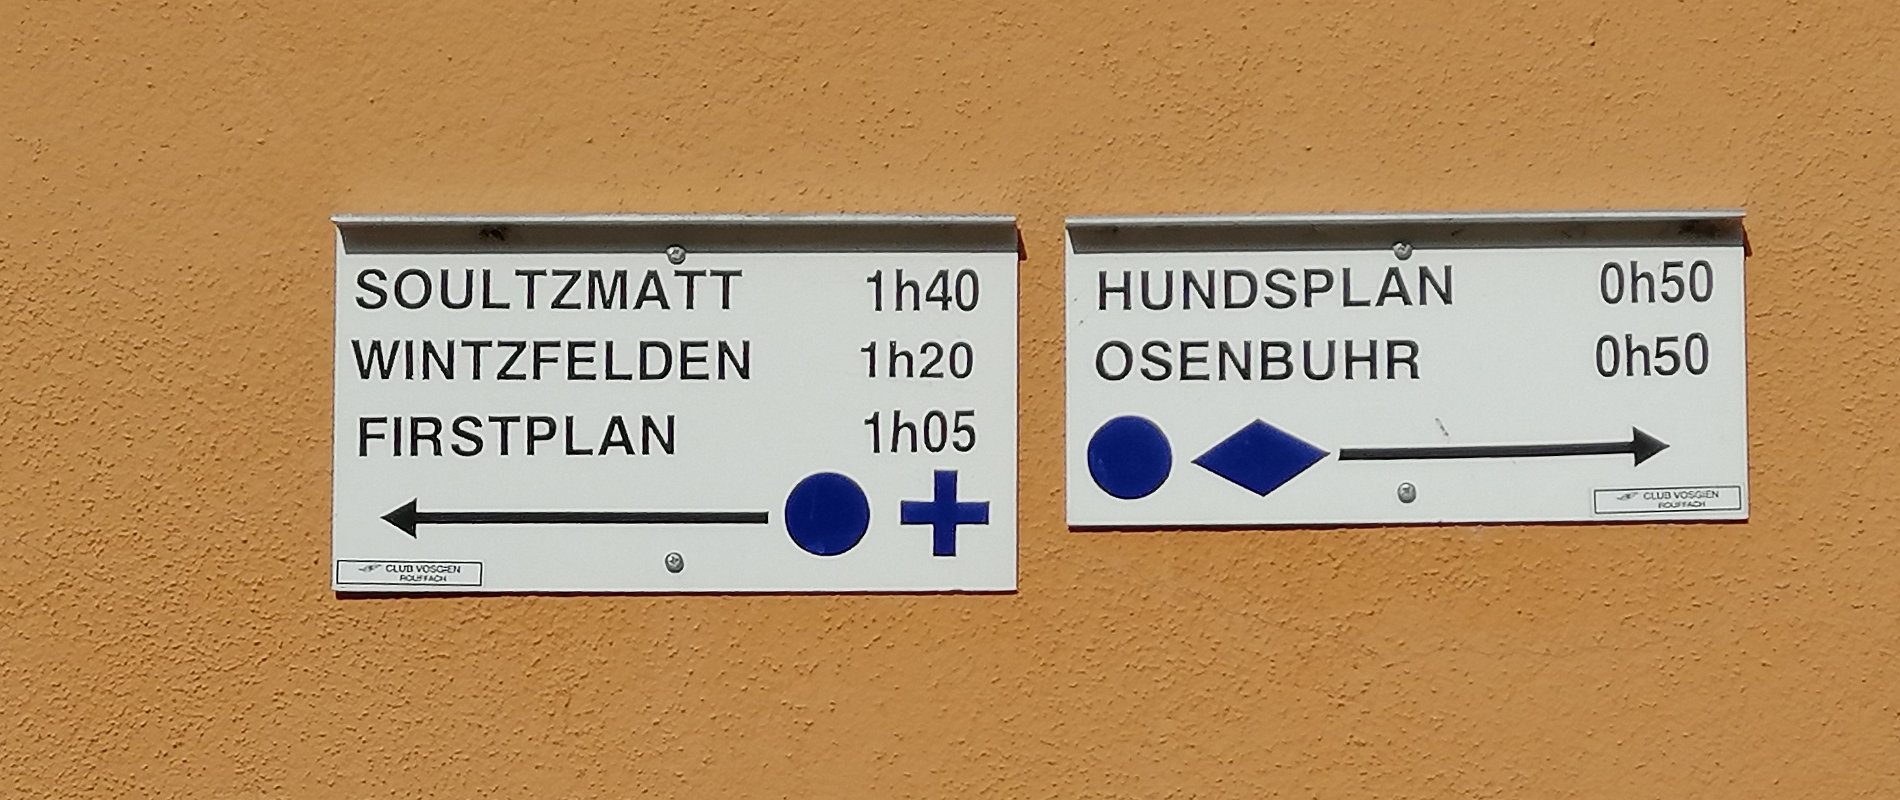 SOULTZMATT 1h40
WINTZFELDEN 1h20
FIRSTPLAN 1h05
CLUB VOSGIEN
ROUFFACH
HUNDSPLAN 0h50
OSENBUHR 0h50
CLUB VOSGIEN
ROUFFACH